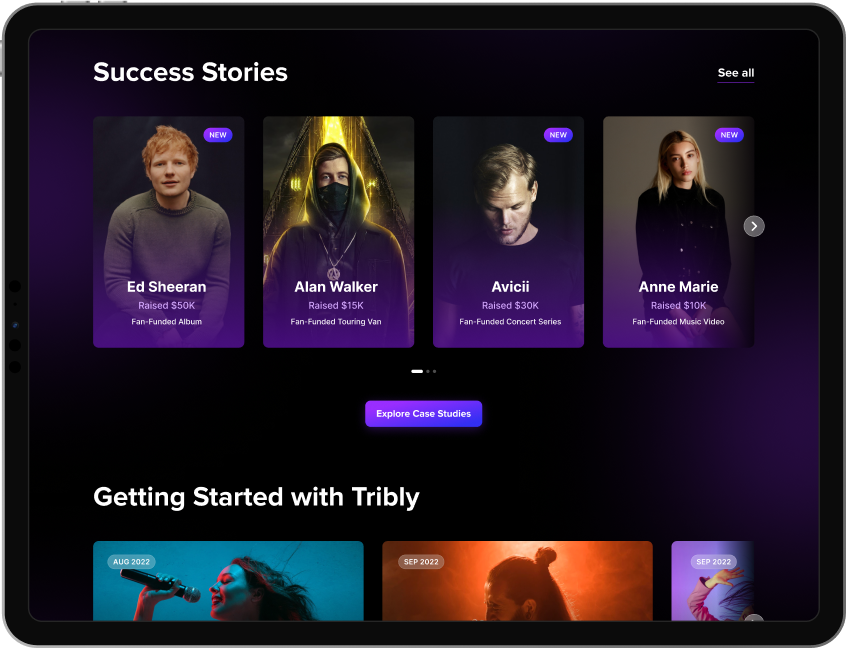 Success Stories
See all
NEW
NEW
NEW
Ed Sheeran
Raised $50K
Fan-Funded Album
Alan Walker
Raised $15K
Fan-Funded Touring Van
Avicii
Raised $30K
Fan-Funded Concert Series
Anne Marie
Raised $10K
Fan-Funded Music Video
Explore Case Studies
Getting Started with Tribly
AUG 2022
SEP 2022
SEP 2022